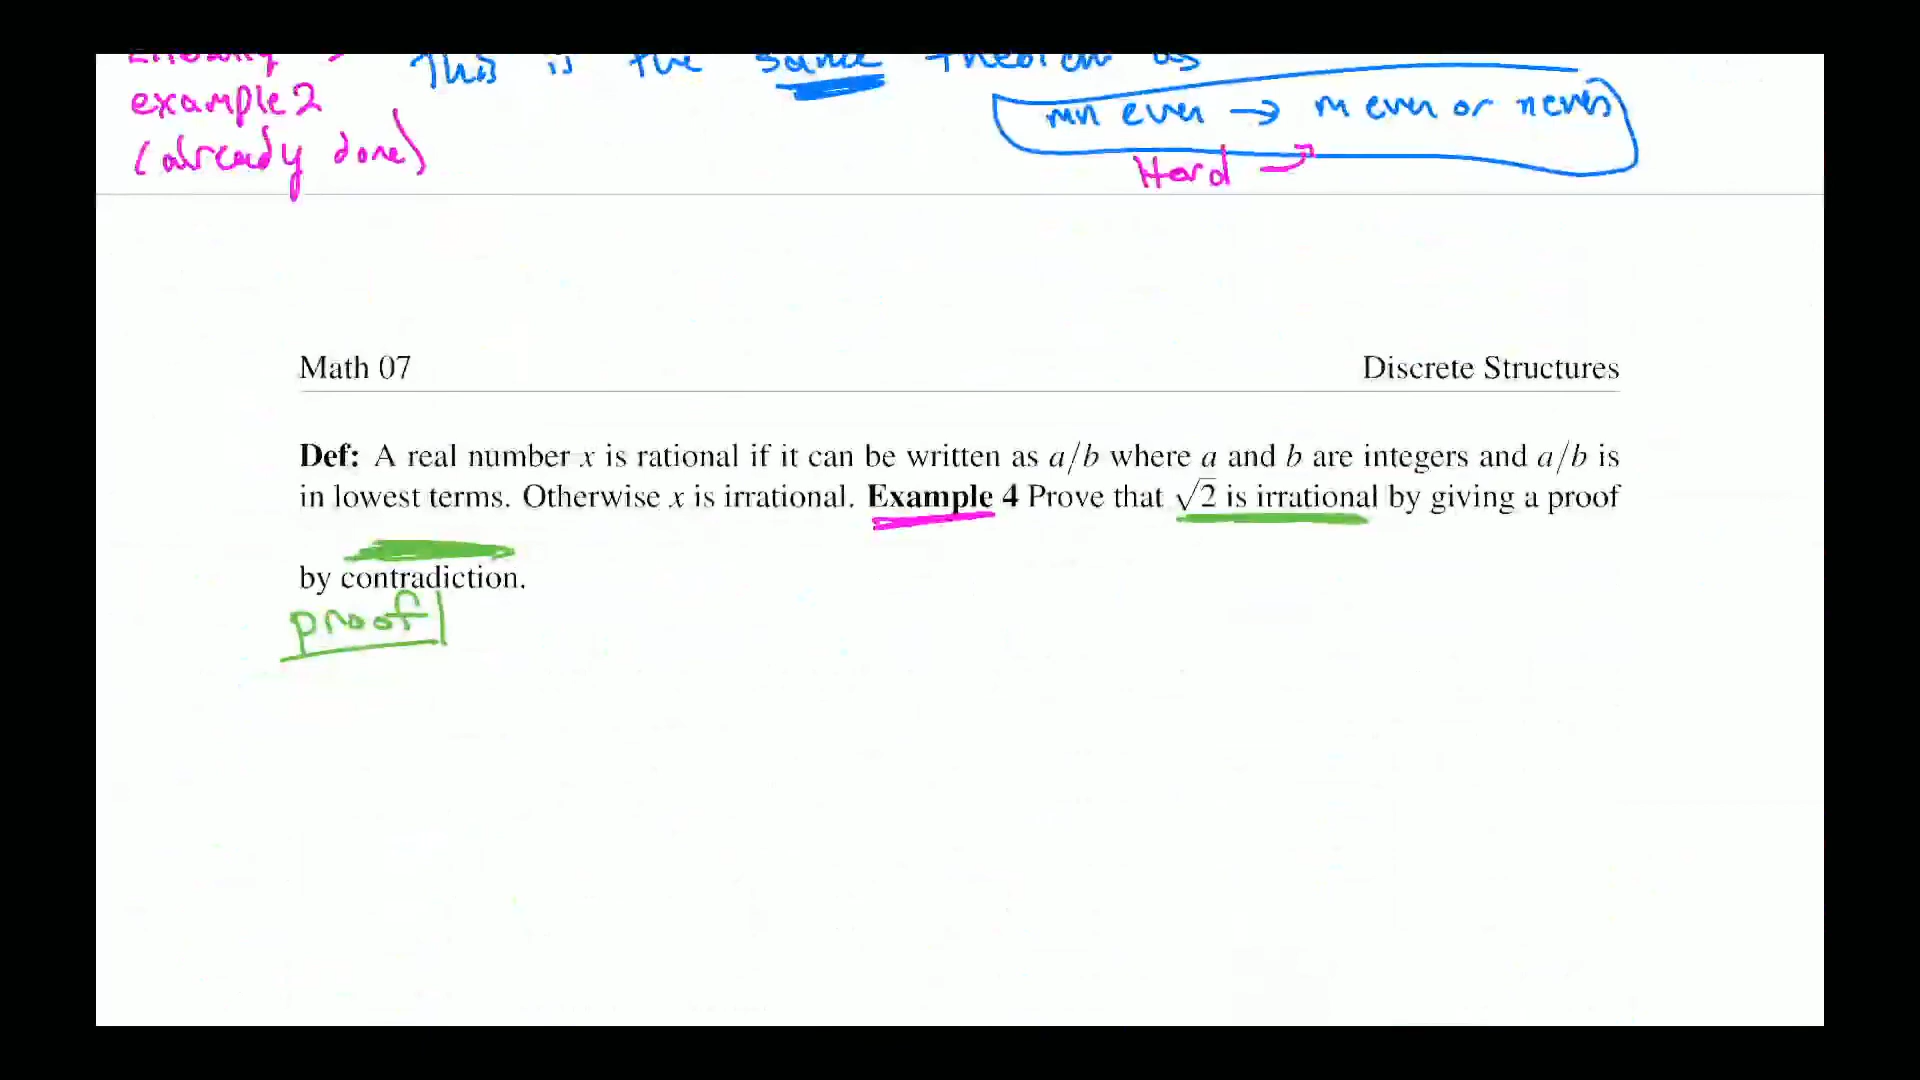 This is the same theorem as
example 2
(already done)
mn even → m even or n even
Hard →
Math 07
Discrete Structures
Def: A real number x is rational if it can be written as a/b where a and b are integers and a/b is
in lowest terms. Otherwise x is irrational. Example 4 Prove that √2 is irrational by giving a proof
by contradiction.
proof